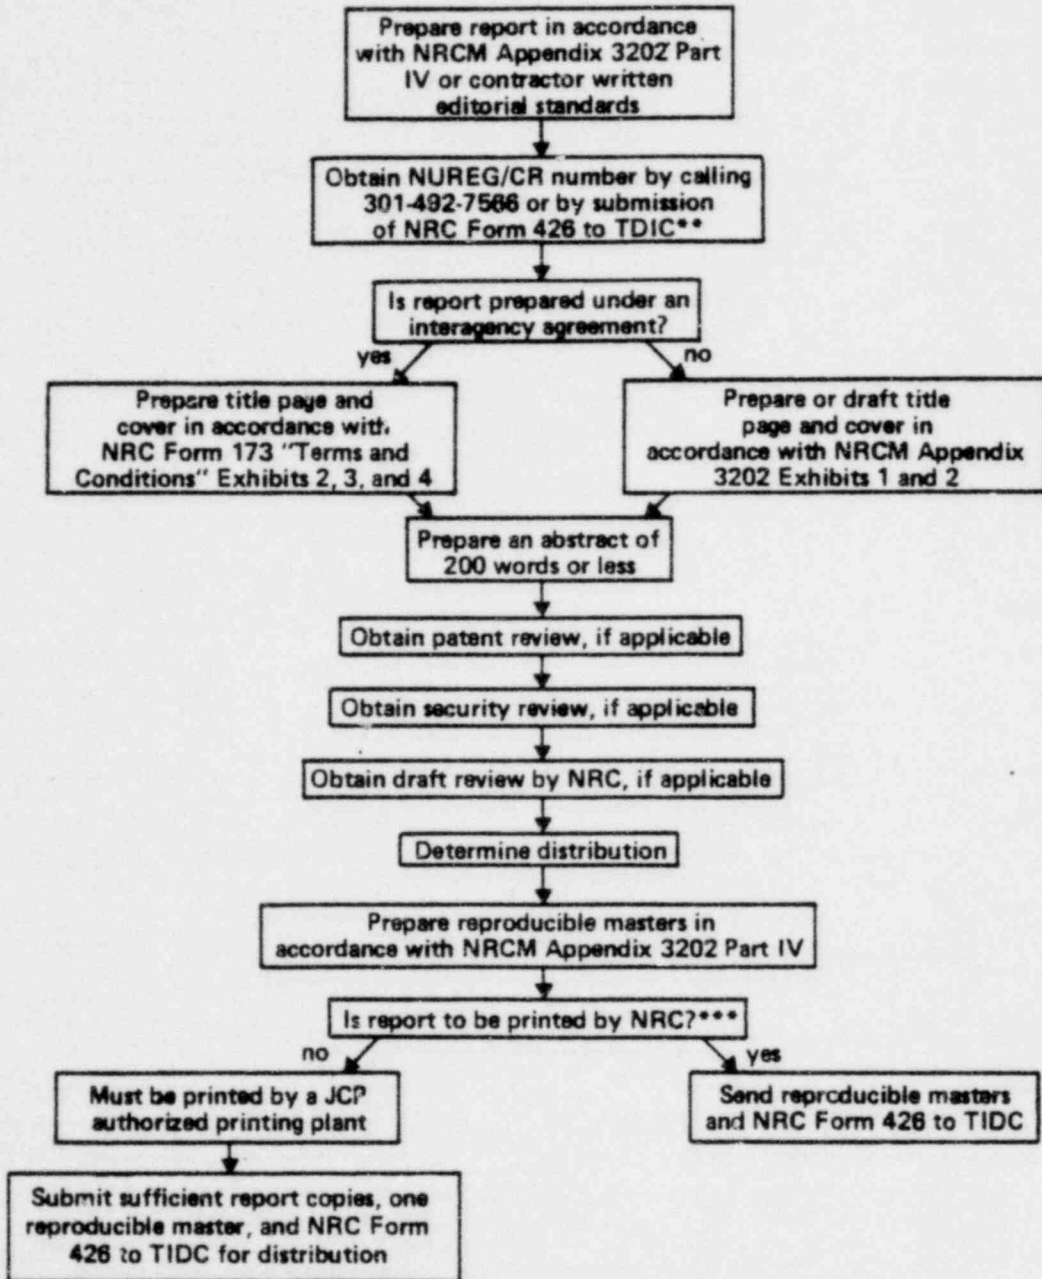 Prepare report in accordance
with NRCM Appendix 3202 Part
IV or contractor written
editorial standards
Obtain NUREG/CR number by calling
301-492-7566 or by submission
of NRC Form 426 to TDIC**
Is report prepared under an
interagency agreement?
yes
no
Prepare title page and
cover in accordance with
NRC Form 173 "Terms and
Conditions" Exhibits 2, 3, and 4
Prepare or draft title
page and cover in
accordance with NRCM Appendix
3202 Exhibits 1 and 2
Prepare an abstract of
200 words or less
Obtain patent review, if applicable
Obtain security review, if applicable
Obtain draft review by NRC, if applicable
Determine distribution
Prepare reproducible masters in
accordance with NRCM Appendix 3202 Part IV
Is report to be printed by NRC?***
no
yes
Must be printed by a JCP
authorized printing plant
Send reproducible masters
and NRC Form 426 to TIDC
Submit sufficient report copies, one
reproducible master, and NRC Form
426 to TIDC for distribution